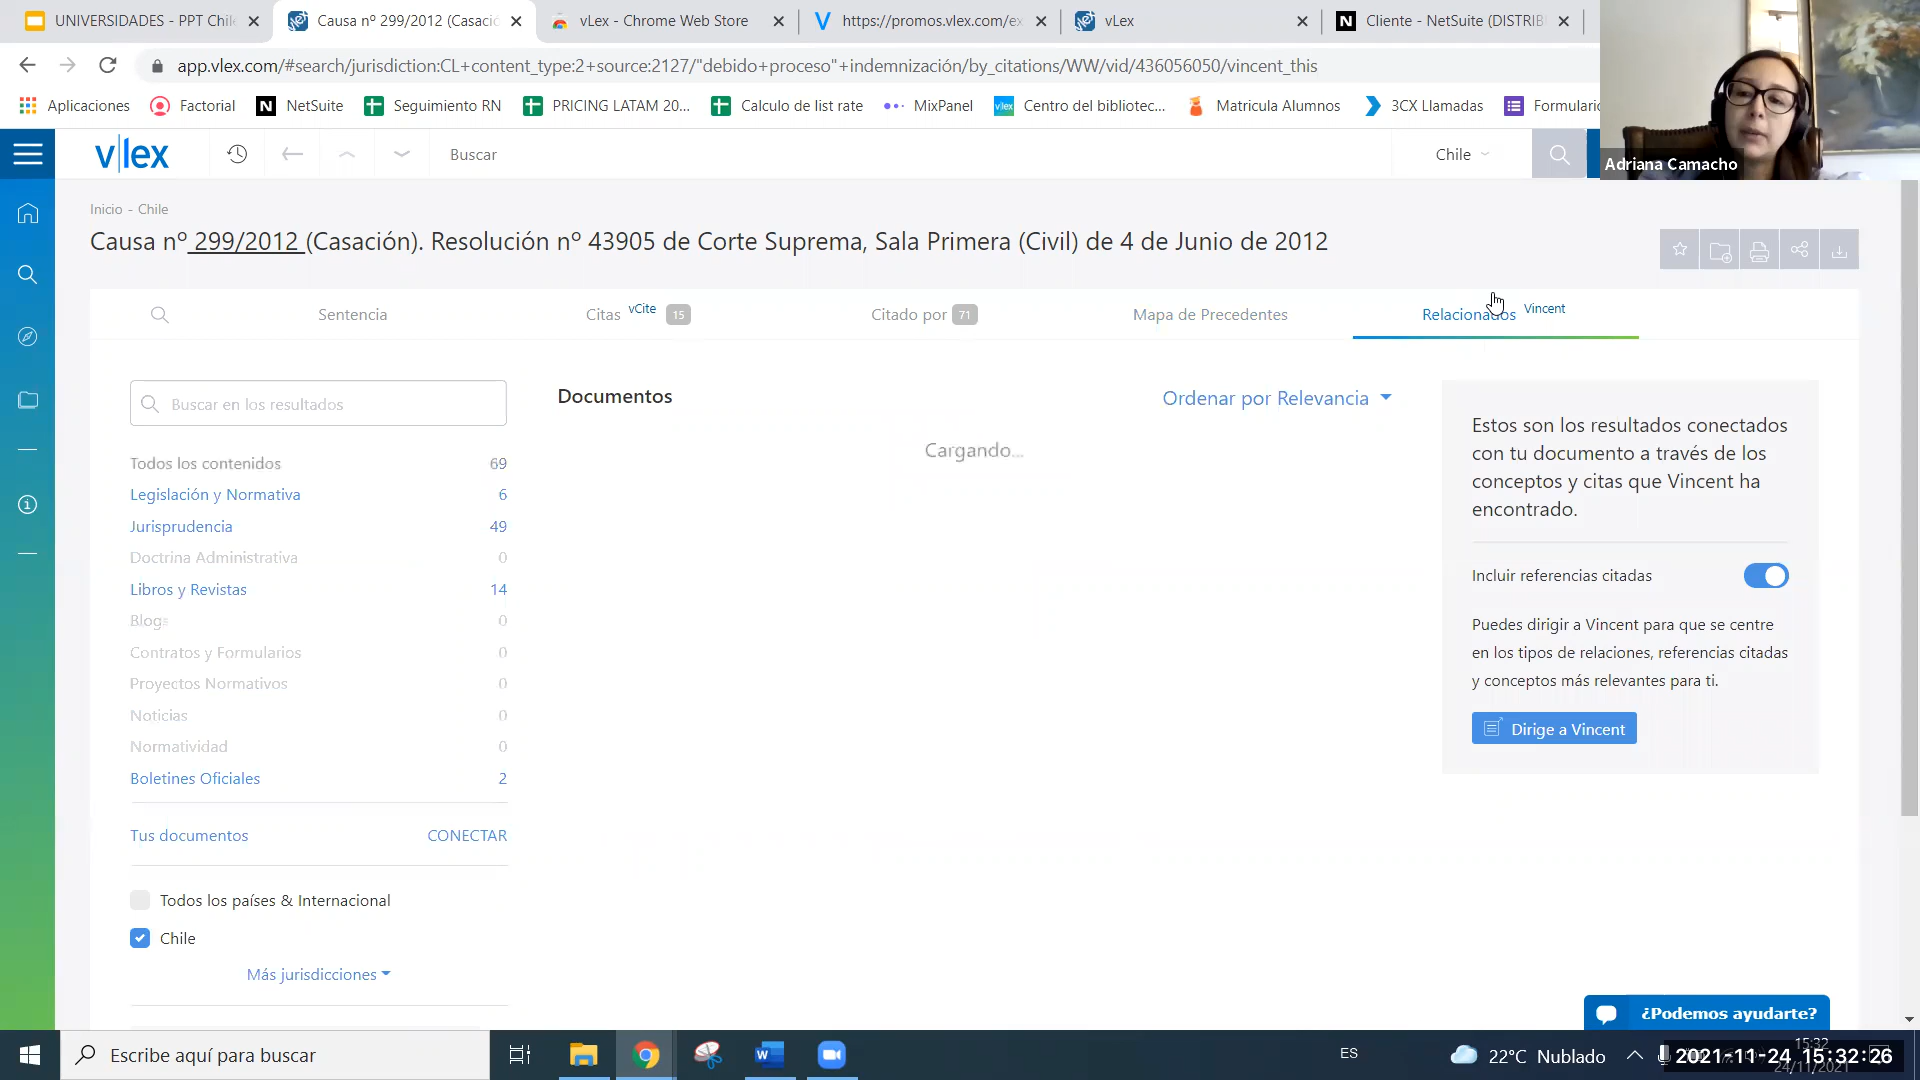 UNIVERSIDADES - PPT Chil
Causa nº 299/2012 (Casació
vLex - Chrome Web Store
https://promos.vlex.com/ex
vLex
Cliente - NetSuite (DISTRIB
app.vlex.com/#search/jurisdiction:CL+content_type:2+source:2127/"debido+proceso"+indemnización/by_citations/WW/vid/436056050/vincent_this
Aplicaciones
Factorial
NetSuite
Seguimiento RN
PRICING LATAM 20...
Calculo de list rate
MixPanel
Centro del bibliotec...
Matricula Alumnos
3CX Llamadas
Formulario
Adriana Camacho
vlex
Buscar
Chile
Inicio - Chile
Causa nº 299/2012 (Casación). Resolución nº 43905 de Corte Suprema, Sala Primera (Civil) de 4 de Junio de 2012
Sentencia
Citas vCite 15
Citado por 71
Mapa de Precedentes
Relacionados Vincent
Buscar en los resultados
Todos los contenidos 69
Legislación y Normativa 6
Jurisprudencia 49
Doctrina Administrativa 0
Libros y Revistas 14
Blogs 0
Contratos y Formularios 0
Proyectos Normativos 0
Noticias 0
Normatividad 0
Boletines Oficiales 2
Tus documentos CONECTAR
Todos los países & Internacional
Chile
Más jurisdicciones
Documentos
Ordenar por Relevancia
Cargando...
Estos son los resultados conectados
con tu documento a través de los
conceptos y citas que Vincent ha
encontrado.
Incluir referencias citadas
Puedes dirigir a Vincent para que se centre
en los tipos de relaciones, referencias citadas
y conceptos más relevantes para ti.
Dirige a Vincent
¿Podemos ayudarte?
Escribe aquí para buscar
ES
22°C Nublado
15:32
24/11/2021
2021-11-24 15:32:26